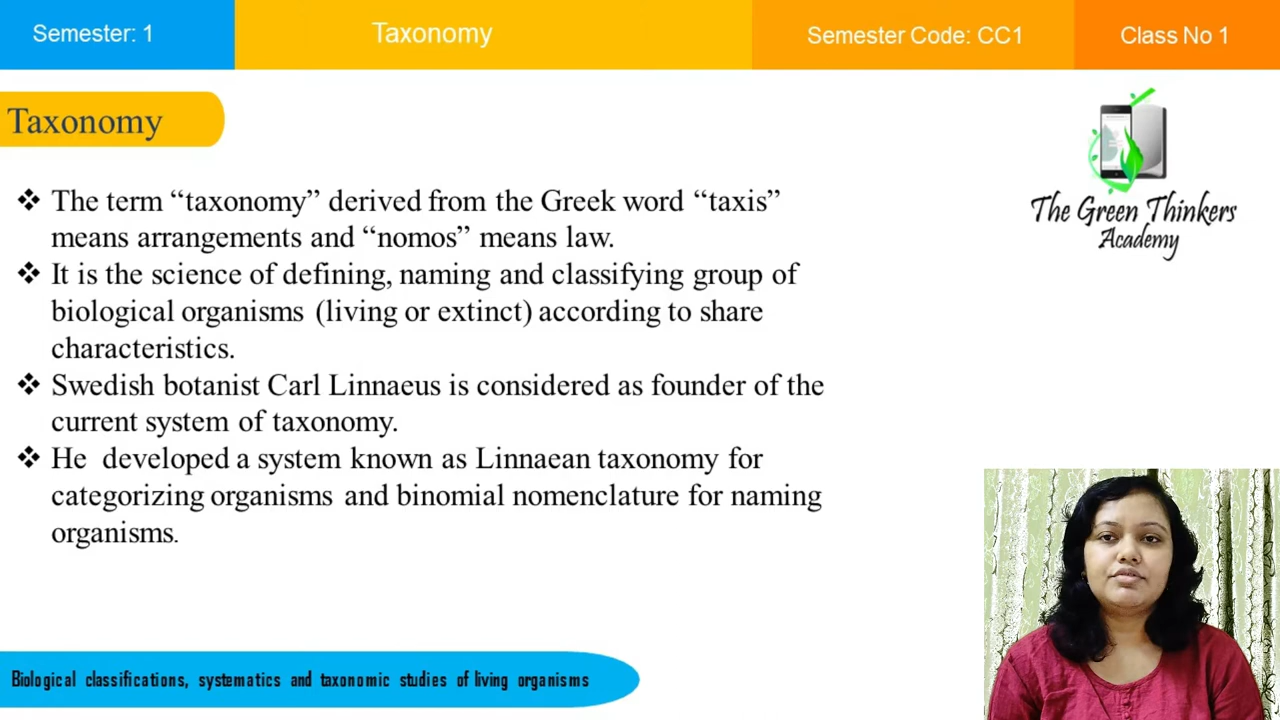 Semester: 1
Taxonomy
Semester Code: CC1
Class No 1
Taxonomy
The Green Thinkers
Academy
❖ The term “taxonomy” derived from the Greek word “taxis”
means arrangements and “nomos” means law.
❖ It is the science of defining, naming and classifying group of
biological organisms (living or extinct) according to share
characteristics.
❖ Swedish botanist Carl Linnaeus is considered as founder of the
current system of taxonomy.
❖ He developed a system known as Linnaean taxonomy for
categorizing organisms and binomial nomenclature for naming
organisms.
Biological classifications, systematics and taxonomic studies of living organisms